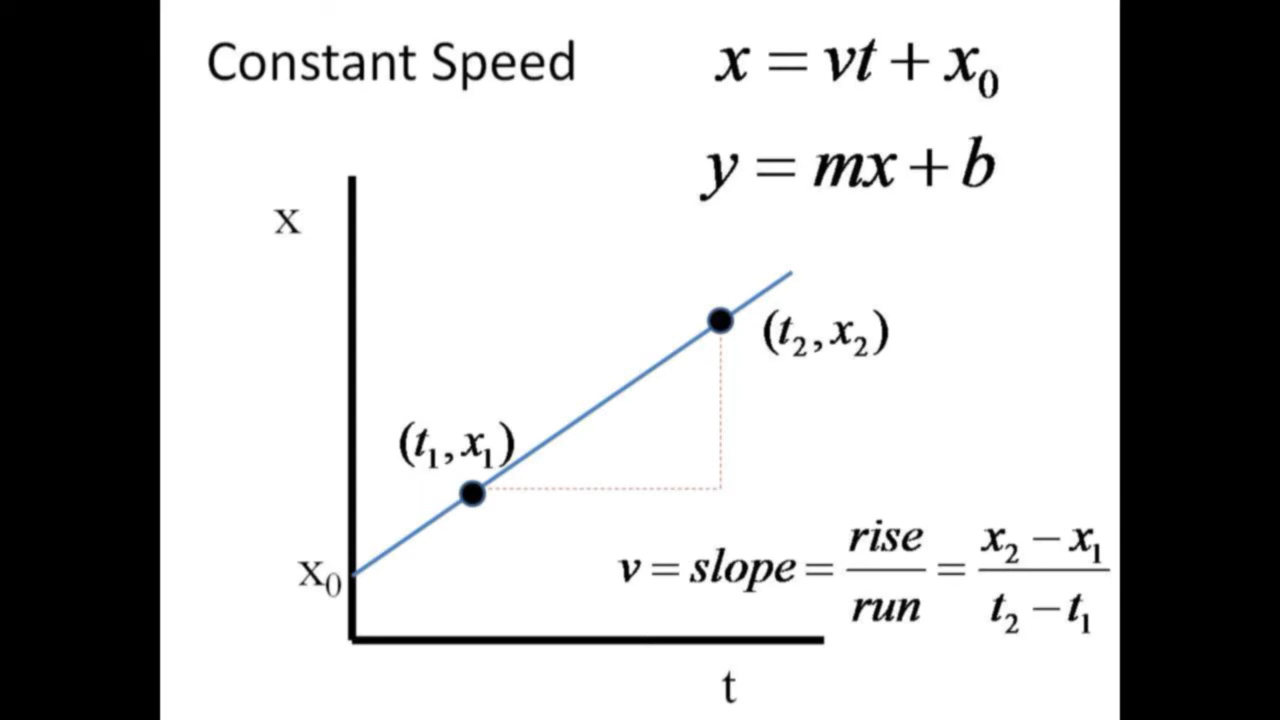 Constant Speed
x = vt + x₀
y = mx + b
x
(t₂, x₂)
(t₁, x₁)
x₀
v = slope = rise/run = (x₂ − x₁)/(t₂ − t₁)
t